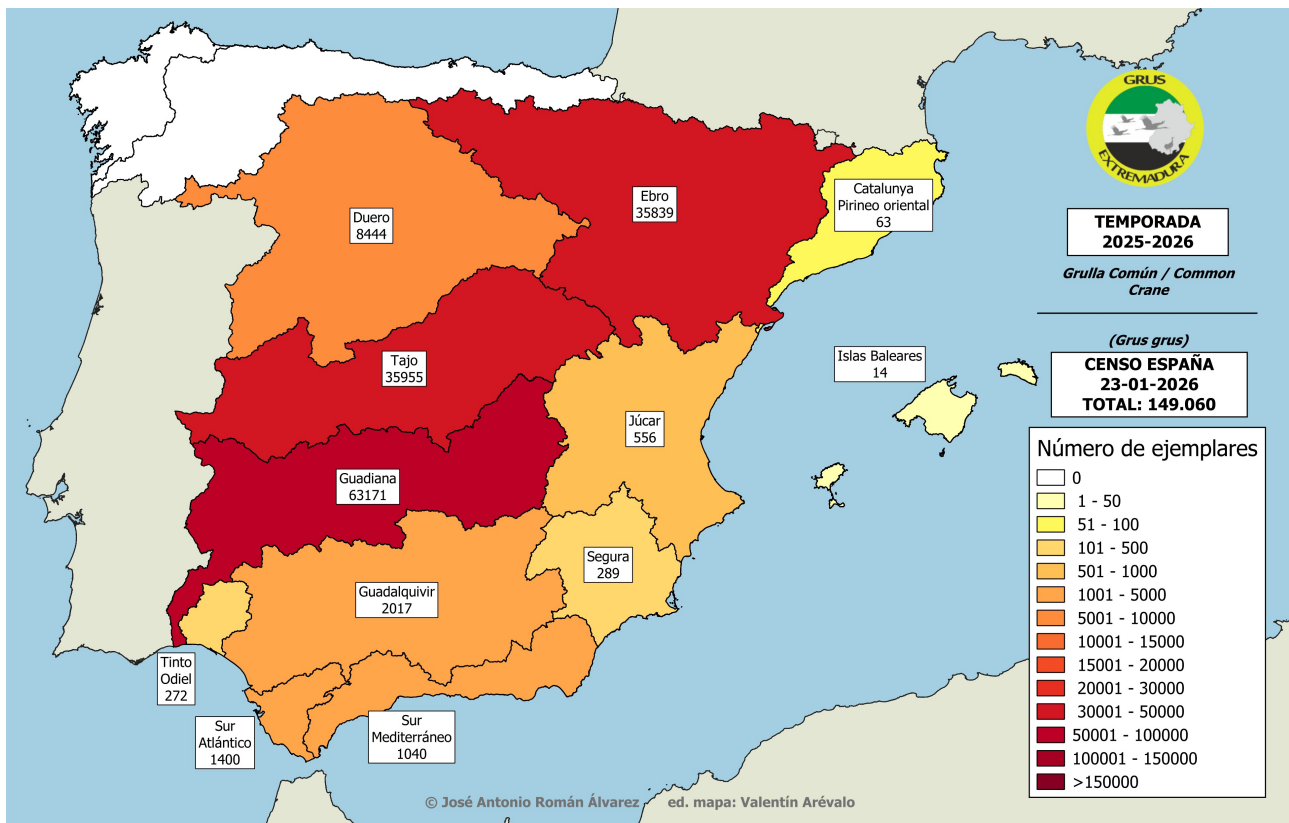 GRUS
EXTREMADURA
TEMPORADA
2025-2026
Grulla Común / Common
Crane
(Grus grus)
CENSO ESPAÑA
23-01-2026
TOTAL: 149.060
Catalunya
Pirineo oriental
63
Ebro
35839
Duero
8444
Tajo
35955
Islas Baleares
14
Júcar
556
Guadiana
63171
Segura
289
Guadalquivir
2017
Tinto
Odiel
272
Sur
Atlántico
1400
Sur
Mediterráneo
1040
Número de ejemplares
0
1 - 50
51 - 100
101 - 500
501 - 1000
1001 - 5000
5001 - 10000
10001 - 15000
15001 - 20000
20001 - 30000
30001 - 50000
50001 - 100000
100001 - 150000
>150000
© José Antonio Román Álvarez ed. mapa: Valentín Arévalo